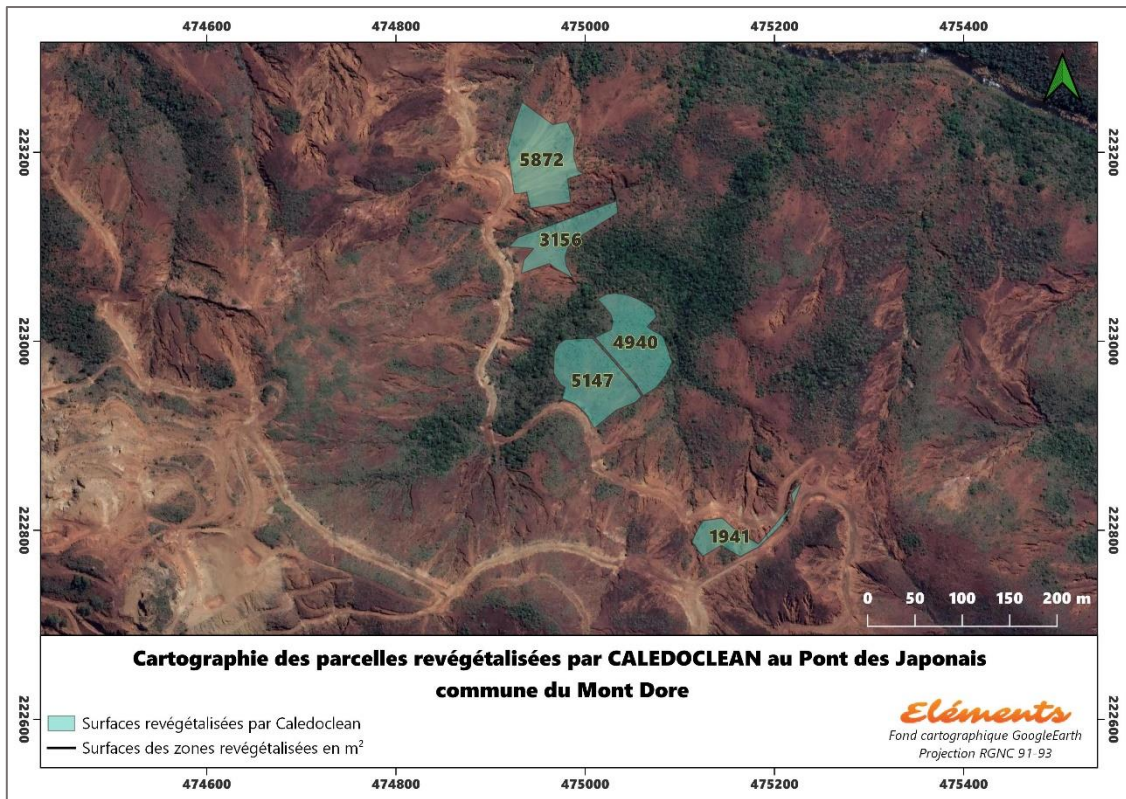 474600 474800 475000 475200 475400
223200 223200
5872
3156
223000 223000
4940
5147
222800 222800
1941
0 50 100 150 200 m
Cartographie des parcelles revégétalisées par CALEDOCLEAN au Pont des Japonais
commune du Mont Dore
222600 222600
Surfaces revégétalisées par Caledoclean
Surfaces des zones revégétalisées en m²
Eléments
Fond cartographique GoogleEarth
Projection RGNC 91-93
474600 474800 475000 475200 475400